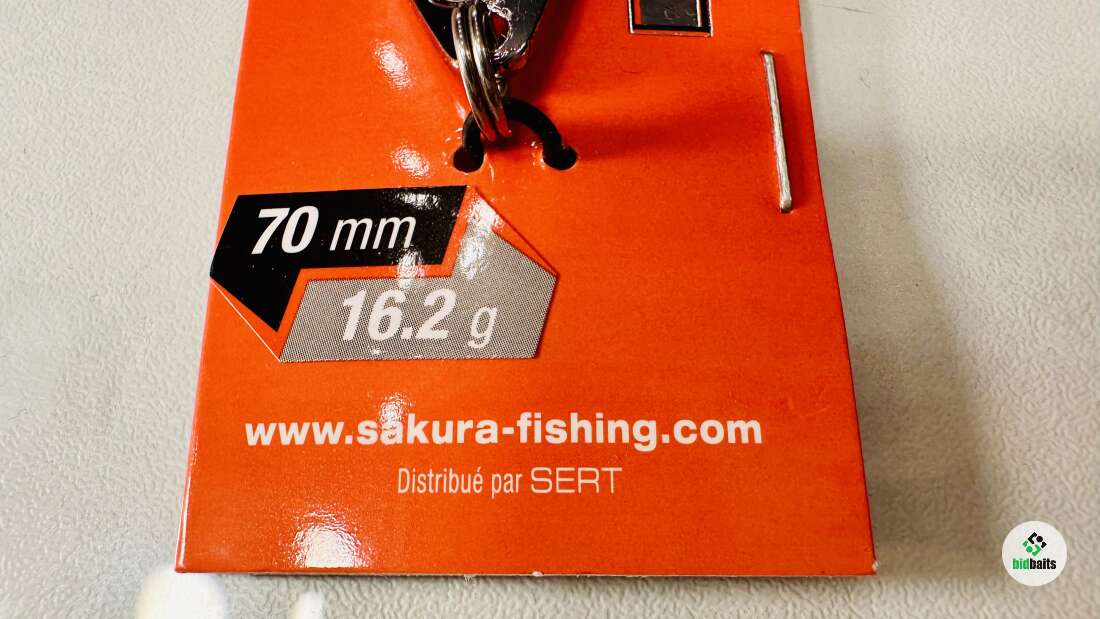 70 mm
16.2 g
www.sakura-fishing.com
Distribué par SERT
bidbaits